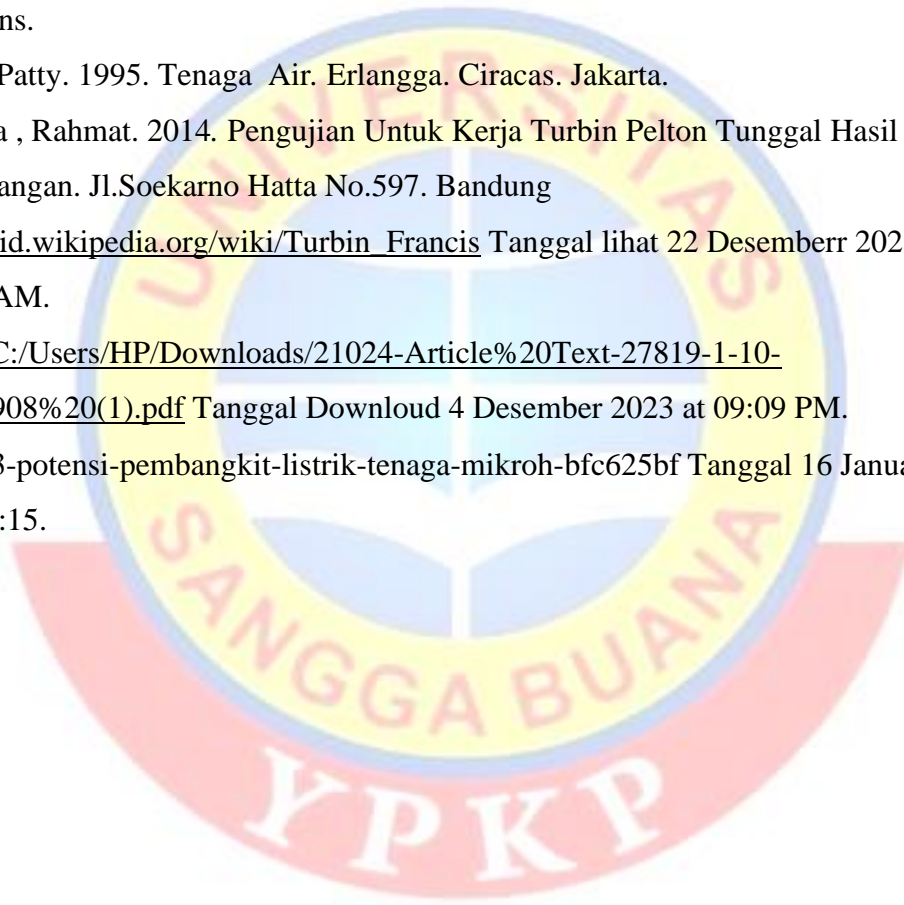 ns.
Patty. 1995. Tenaga Air. Erlangga. Ciracas. Jakarta.
a , Rahmat. 2014. Pengujian Untuk Kerja Turbin Pelton Tunggal Hasil
angan. Jl.Soekarno Hatta No.597. Bandung
id.wikipedia.org/wiki/Turbin_Francis Tanggal lihat 22 Desemberr 202
AM.
C:/Users/HP/Downloads/21024-Article%20Text-27819-1-10-
908%20(1).pdf Tanggal Downloud 4 Desember 2023 at 09:09 PM.
3-potensi-pembangkit-listrik-tenaga-mikroh-bfc625bf Tanggal 16 Janua
:15.
UNIVERSITAS
SANGGA BUANA
YPKP